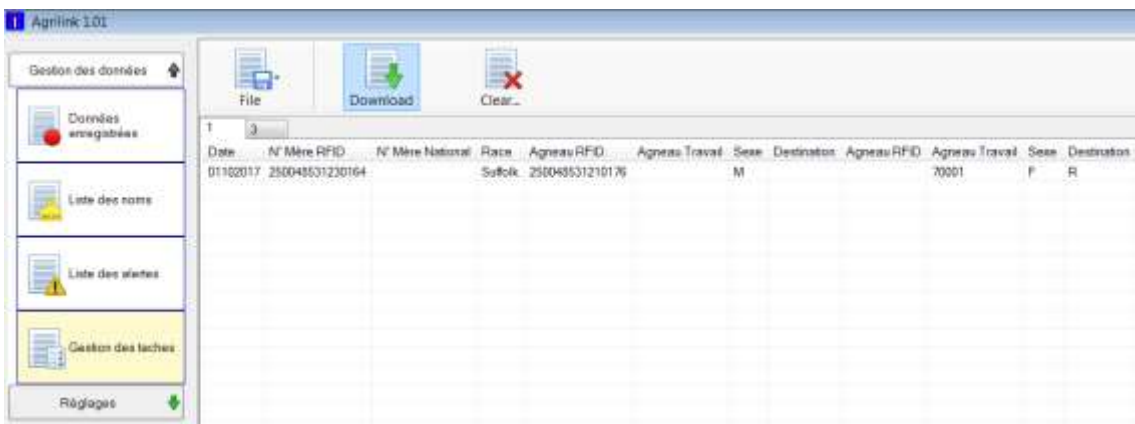 Agrilink 1.01
Gestion des données
Données
enregistrées
Liste des noms
Liste des alertes
Gestion des taches
Réglages
File
Download
Clear...
1 3
Date N° Mère RFID N° Mère National Race Agneau RFID Agneau Travail Sexe Destination Agneau RFID Agneau Travail Sexe Destination
01102017 250048531230164 Suffolk 250048531210176 M 70001 F R